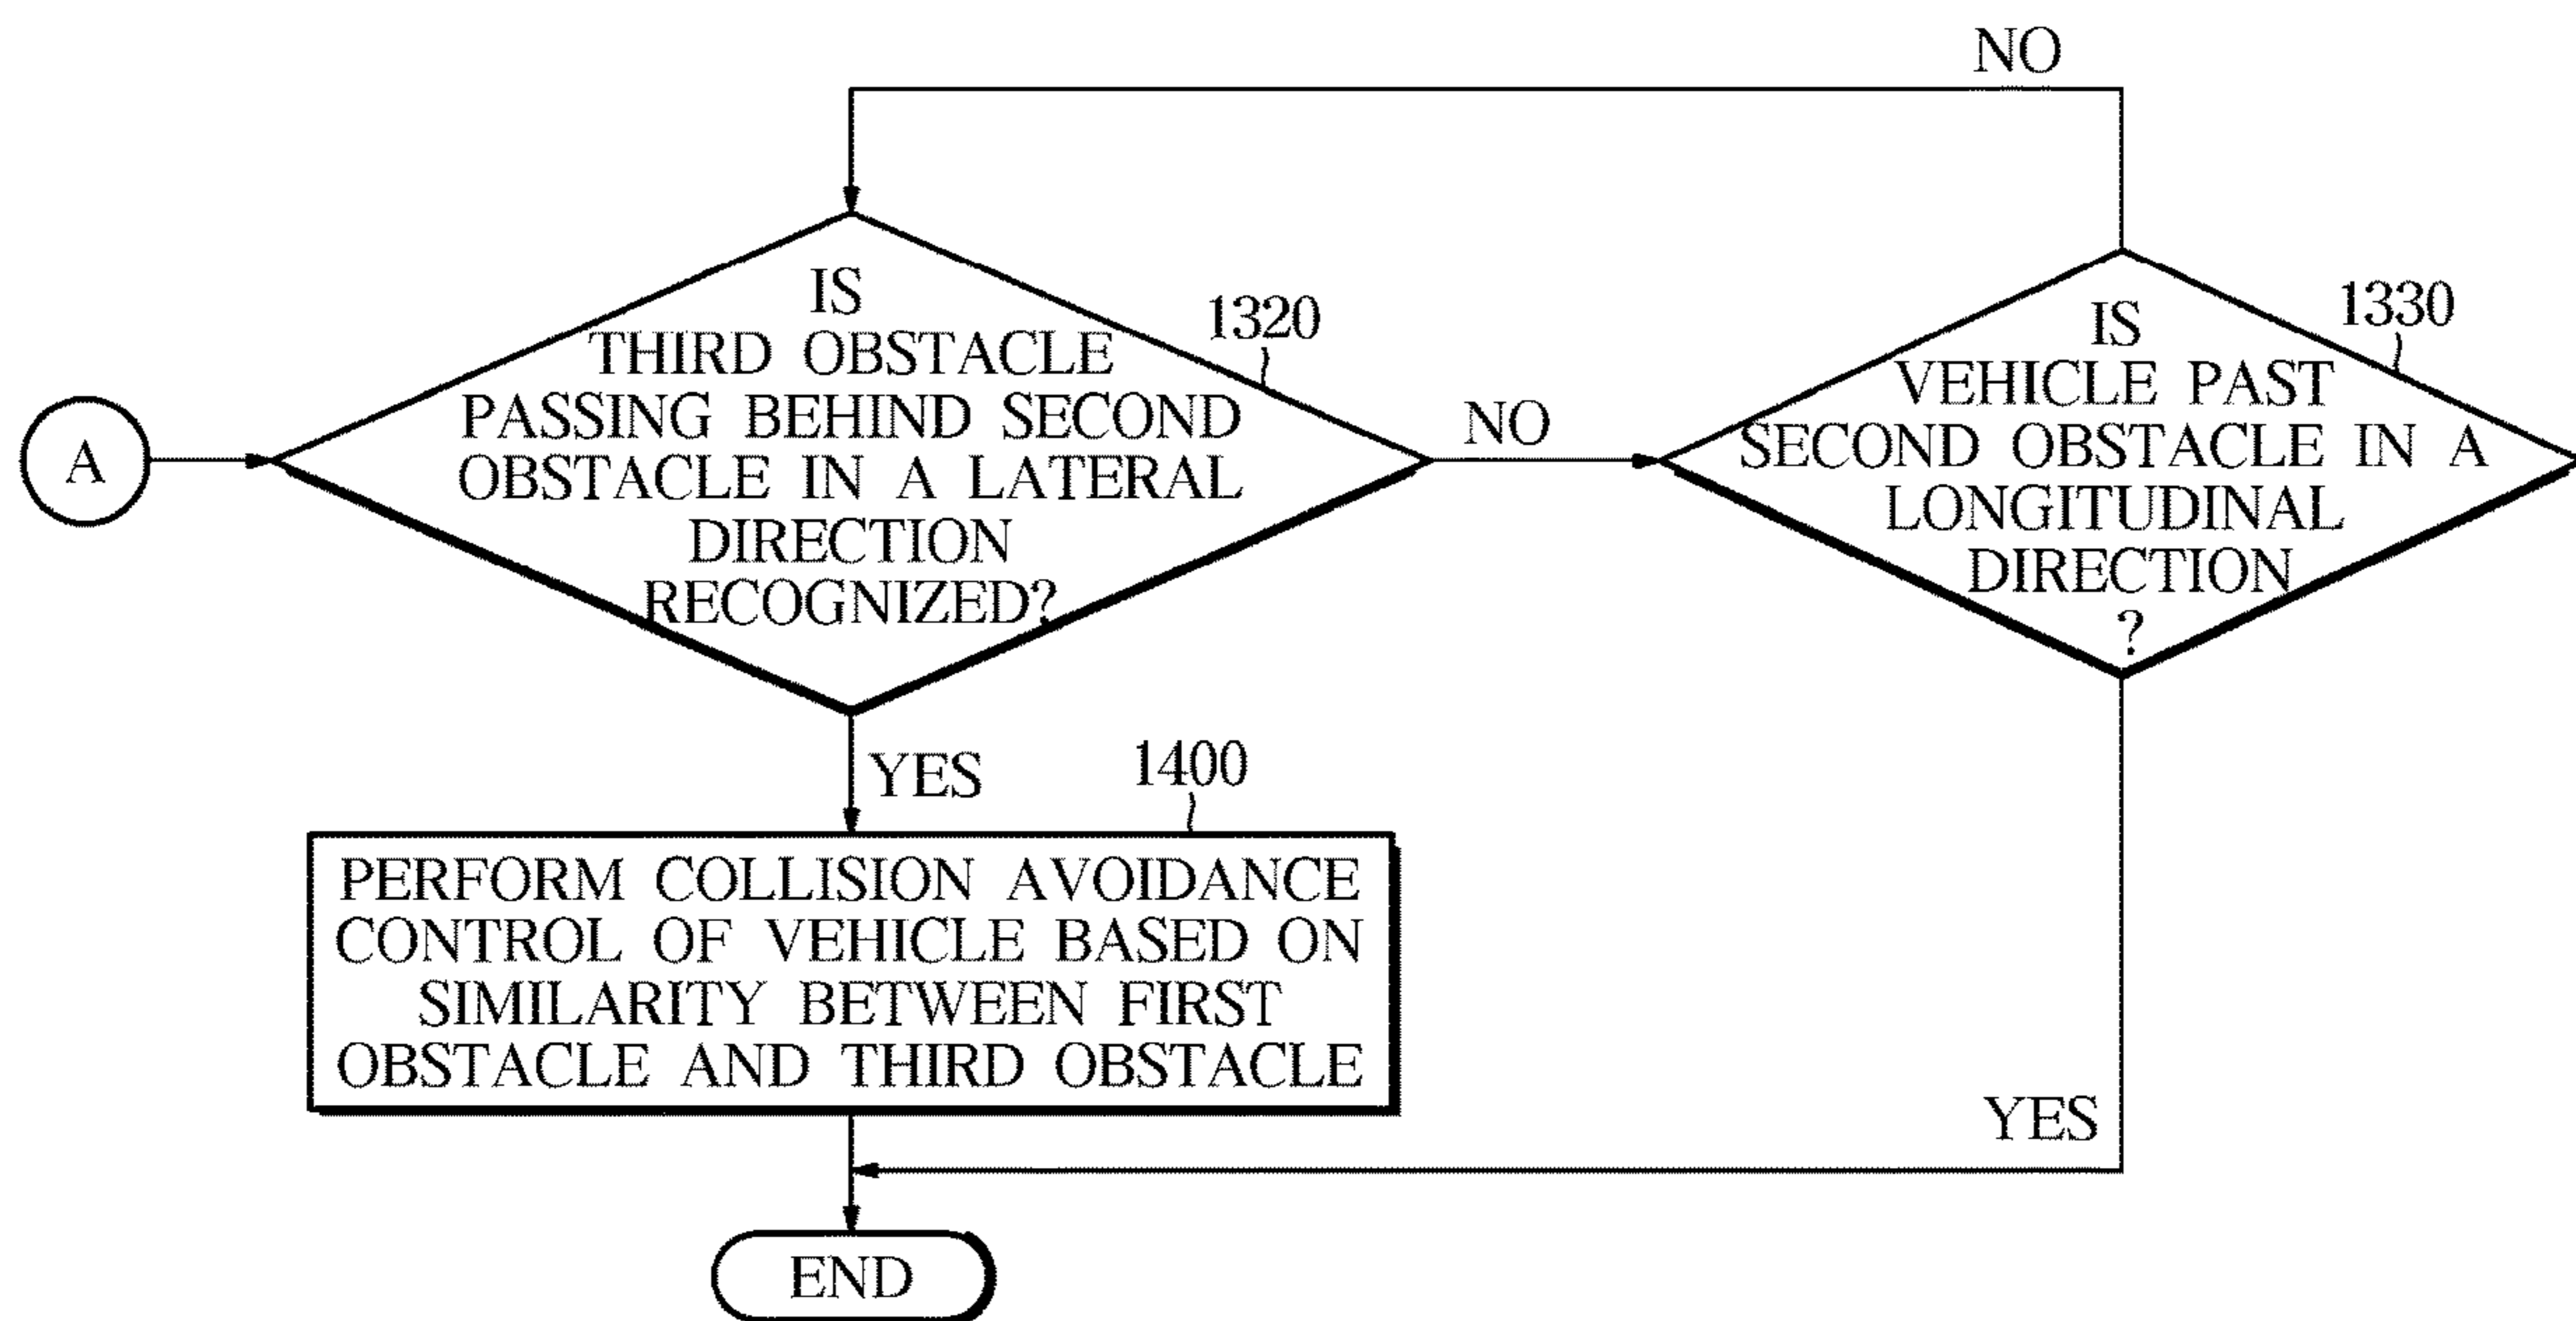 NO
IS
THIRD OBSTACLE
PASSING BEHIND SECOND
OBSTACLE IN A LATERAL
DIRECTION
RECOGNIZED?
1320
IS
VEHICLE PAST
SECOND OBSTACLE IN A
LONGITUDINAL
DIRECTION
?
1330
A
NO
YES
1400
PERFORM COLLISION AVOIDANCE
CONTROL OF VEHICLE BASED ON
SIMILARITY BETWEEN FIRST
OBSTACLE AND THIRD OBSTACLE
YES
END